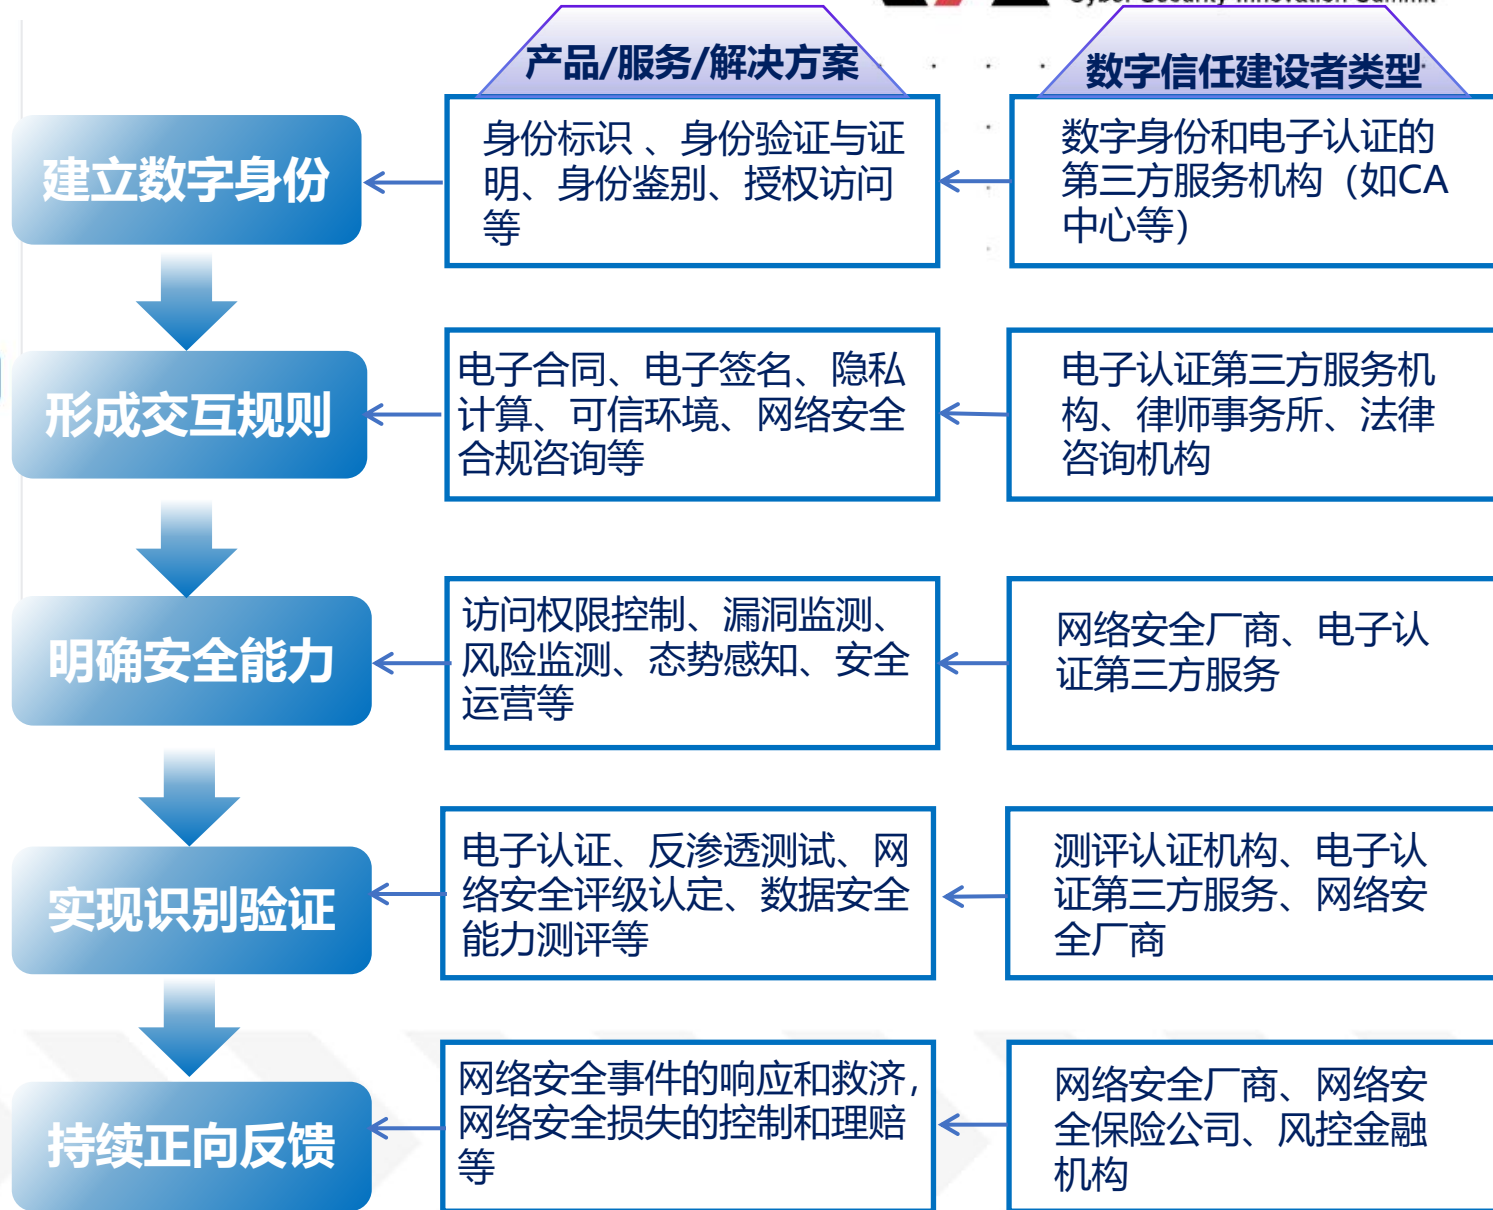 Cyber Security Innovation Summit
产品/服务/解决方案
数字信任建设者类型
建立数字身份
身份标识 、身份验证与证
明、身份鉴别、授权访问
等
数字身份和电子认证的
第三方服务机构（如CA
中心等）
形成交互规则
电子合同、电子签名、隐私
计算、可信环境、网络安全
合规咨询等
电子认证第三方服务机
构、律师事务所、法律
咨询机构
明确安全能力
访问权限控制、漏洞监测、
风险监测、态势感知、安全
运营等
网络安全厂商、电子认
证第三方服务
实现识别验证
电子认证、反渗透测试、网
络安全评级认定、数据安全
能力测评等
测评认证机构、电子认
证第三方服务、网络安
全厂商
持续正向反馈
网络安全事件的响应和救济，
网络安全损失的控制和理赔
等
网络安全厂商、网络安
全保险公司、风控金融
机构